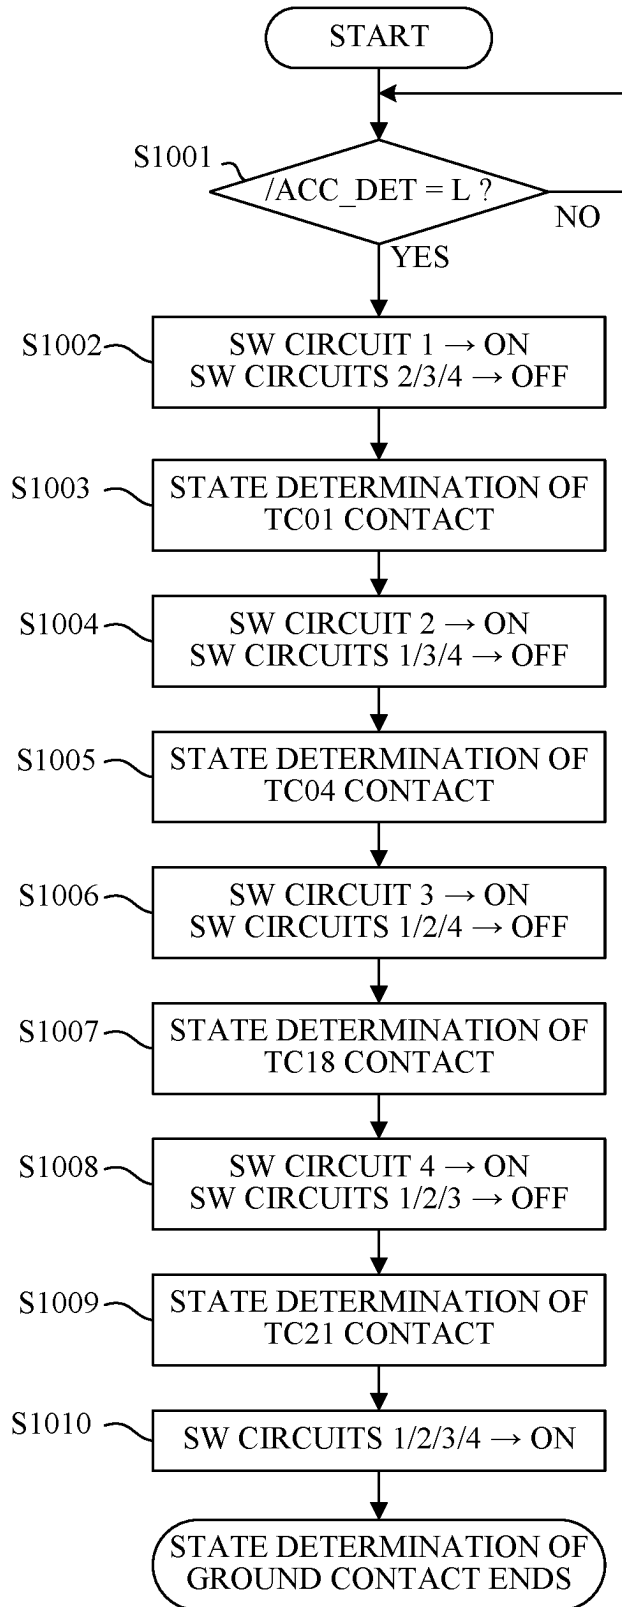 START
S1001
/ACC_DET = L ?
NO
YES
S1002
SW CIRCUIT 1 → ON
SW CIRCUITS 2/3/4 → OFF
S1003
STATE DETERMINATION OF
TC01 CONTACT
S1004
SW CIRCUIT 2 → ON
SW CIRCUITS 1/3/4 → OFF
S1005
STATE DETERMINATION OF
TC04 CONTACT
S1006
SW CIRCUIT 3 → ON
SW CIRCUITS 1/2/4 → OFF
S1007
STATE DETERMINATION OF
TC18 CONTACT
S1008
SW CIRCUIT 4 → ON
SW CIRCUITS 1/2/3 → OFF
S1009
STATE DETERMINATION OF
TC21 CONTACT
S1010
SW CIRCUITS 1/2/3/4 → ON
STATE DETERMINATION OF
GROUND CONTACT ENDS